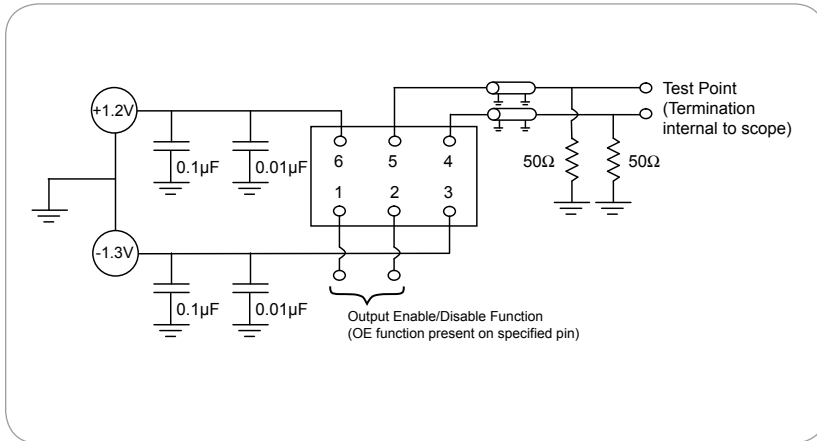 +1.2V
0.1µF
0.01µF
6
5
4
1
2
3
Test Point
(Termination
internal to scope)
50Ω
50Ω
-1.3V
0.1µF
0.01µF
Output Enable/Disable Function
(OE function present on specified pin)